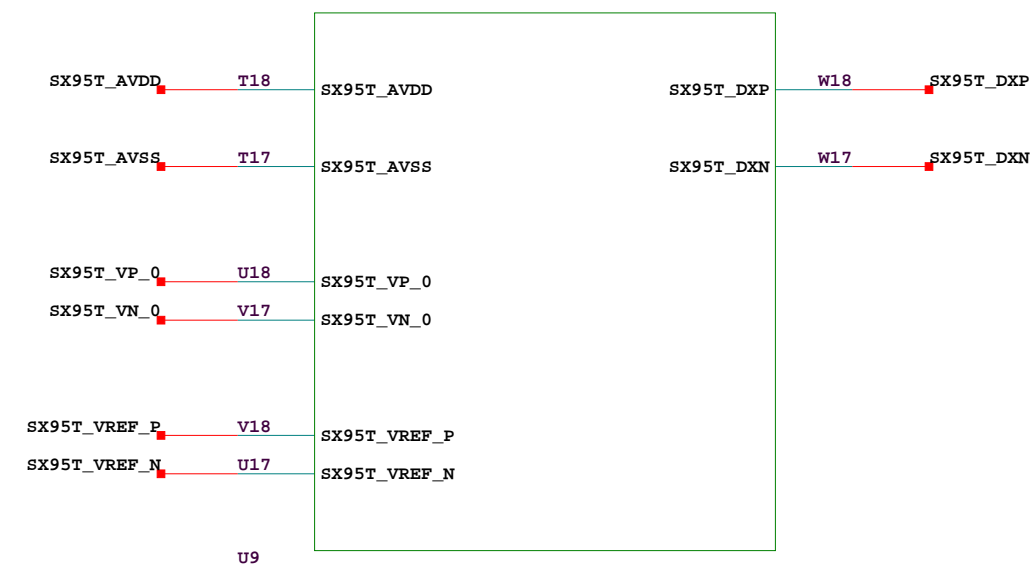 SX95T_AVDD T18 SX95T_AVDD SX95T_DXP W18 SX95T_DXP
SX95T_AVSS T17 SX95T_AVSS SX95T_DXN W17 SX95T_DXN
SX95T_VP_0 U18 SX95T_VP_0
SX95T_VN_0 V17 SX95T_VN_0
SX95T_VREF_P V18 SX95T_VREF_P
SX95T_VREF_N U17 SX95T_VREF_N
U9